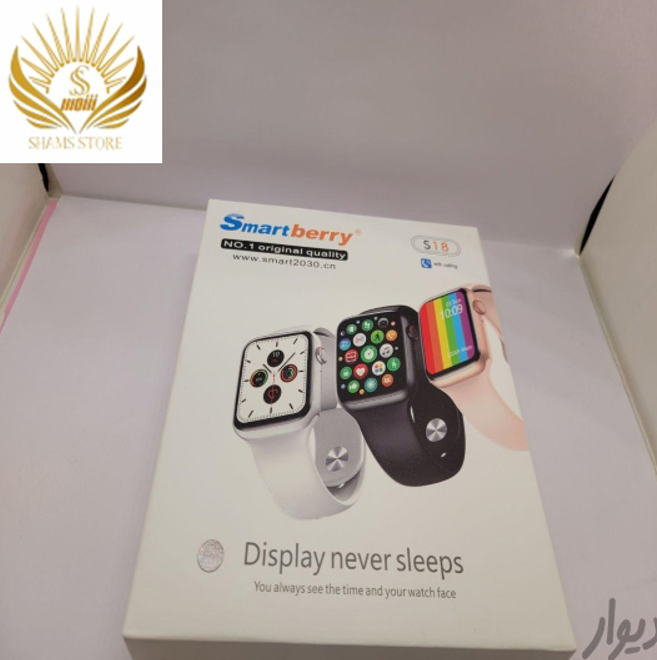 SHAMS STORE
Smartberry®
NO.1 original quality
www.smart2030.cn
S18
with calling
10:09
Display never sleeps
You always see the time and your watch face
دیوار